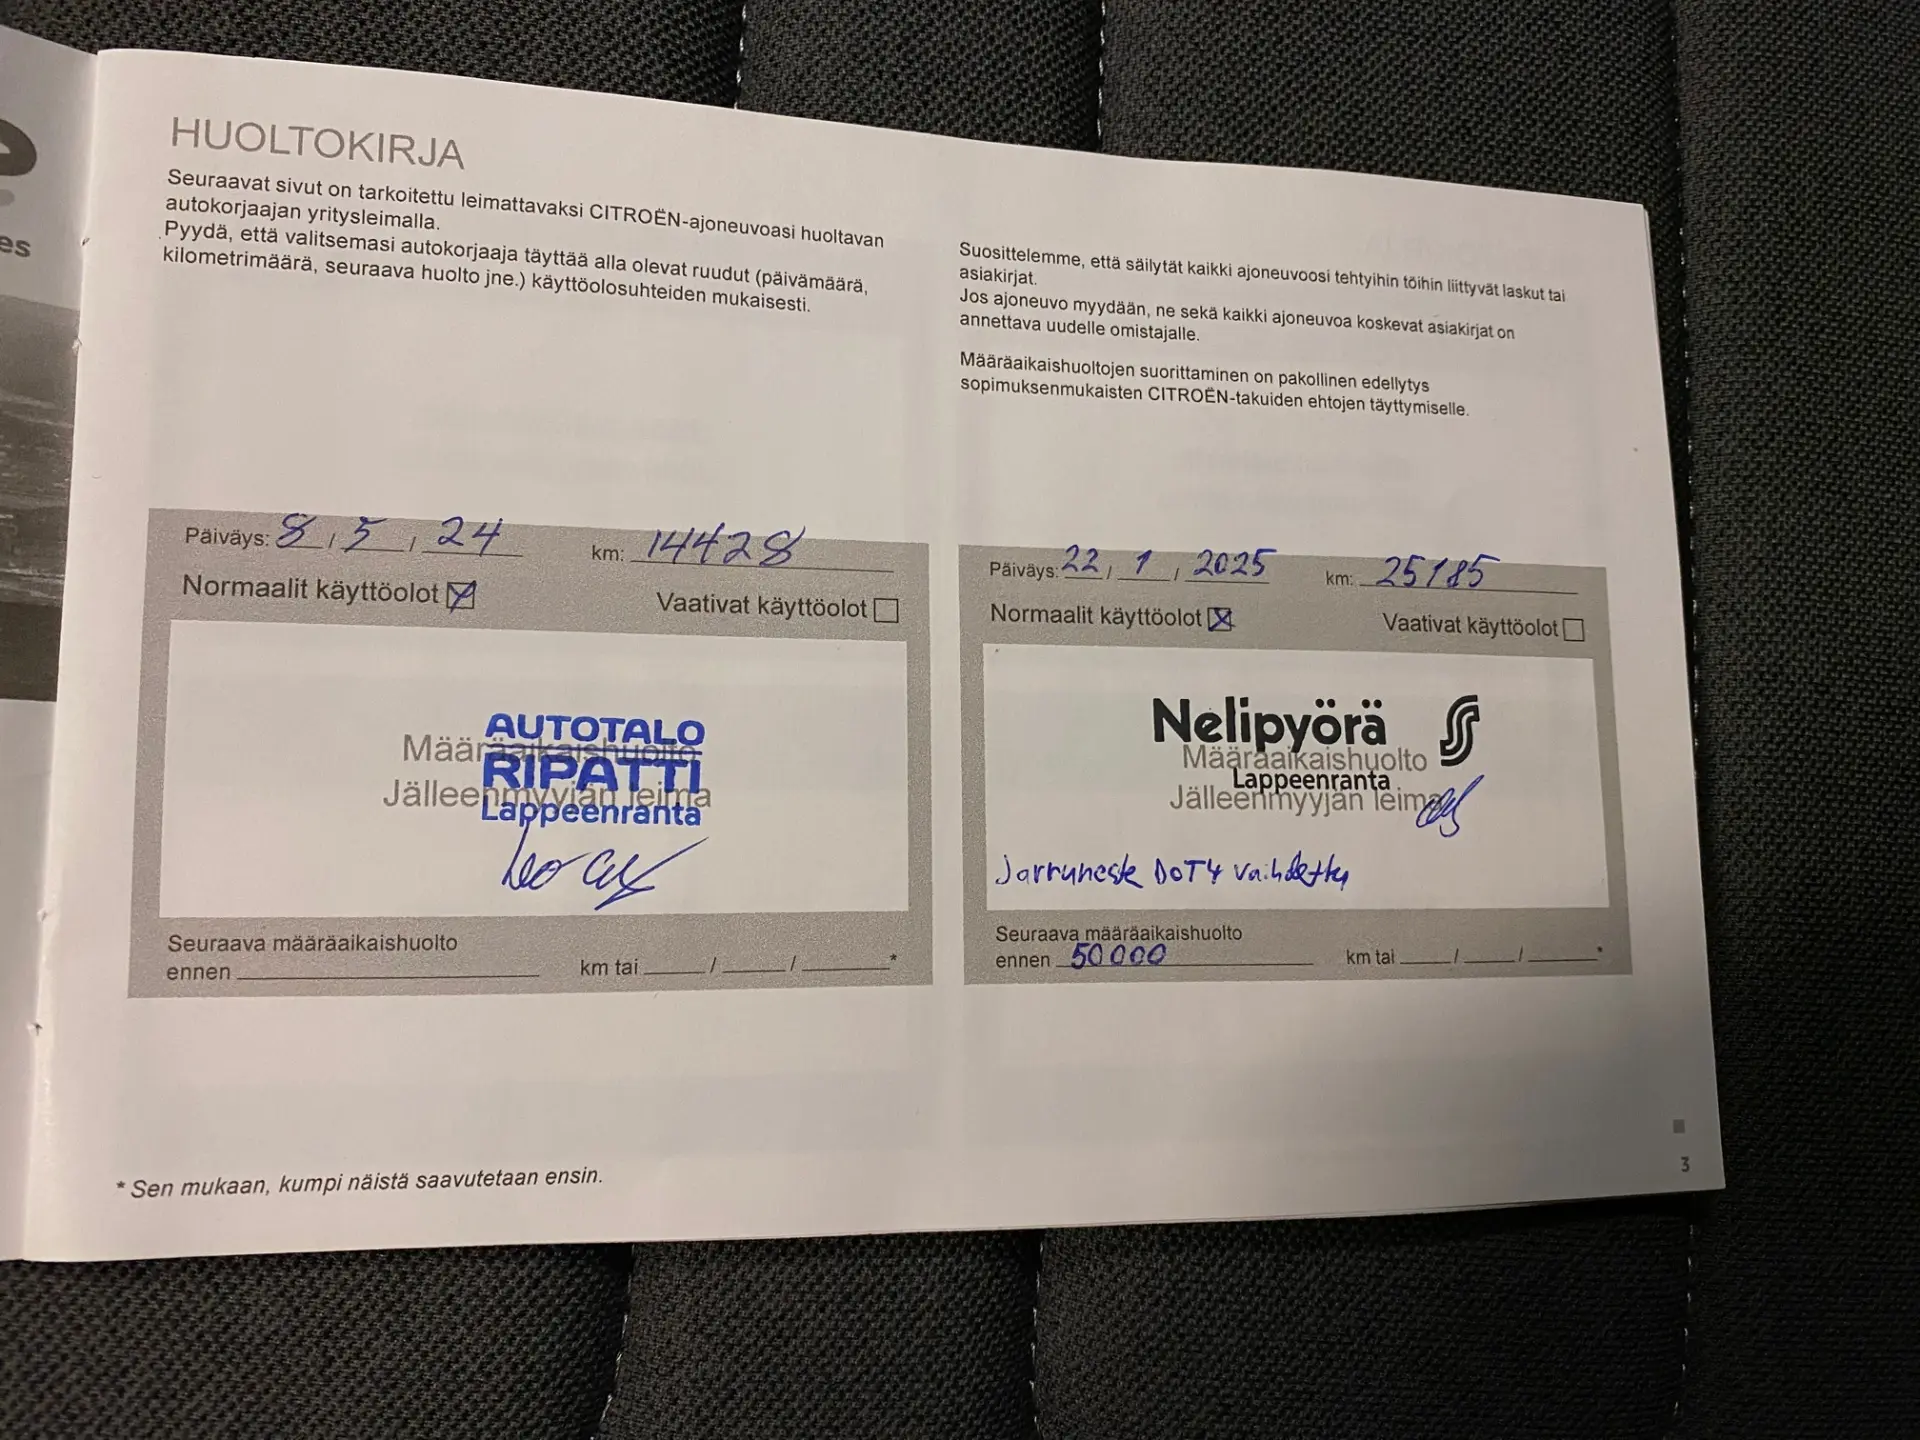 es
HUOLTOKIRJA
Seuraavat sivut on tarkoitettu leimattavaksi CITROËN-ajoneuvoasi huoltavan
autokorjaajan yritysleimalla.
Pyydä, että valitsemasi autokorjaaja täyttää alla olevat ruudut (päivämäärä,
kilometrimäärä, seuraava huolto jne.) käyttöolosuhteiden mukaisesti.
Suosittelemme, että säilytät kaikki ajoneuvoosi tehtyihin töihin liittyvät laskut tai
asiakirjat.
Jos ajoneuvo myydään, ne sekä kaikki ajoneuvoa koskevat asiakirjat on
annettava uudelle omistajalle.
Määräaikaishuoltojen suorittaminen on pakollinen edellytys
sopimuksenmukaisten CITROËN-takuiden ehtojen täyttymiselle.
Päiväys: 8 / 5 / 24 km: 14428
Normaalit käyttöolot Vaativat käyttöolot
AUTOTALO
Määräaikaishuolto
RIPATTI
Jälleenmyyjän leima
Lappeenranta
Seuraava määräaikaishuolto
ennen km tai / / *
Päiväys: 22 / 1 / 2025 km: 25185
Normaalit käyttöolot Vaativat käyttöolot
Nelipyörä
Määräaikaishuolto
Lappeenranta
Jälleenmyyjän leima
Jarruneste DOT4 vaihdettu
Seuraava määräaikaishuolto
ennen 50000 km tai / / *
* Sen mukaan, kumpi näistä saavutetaan ensin.
3